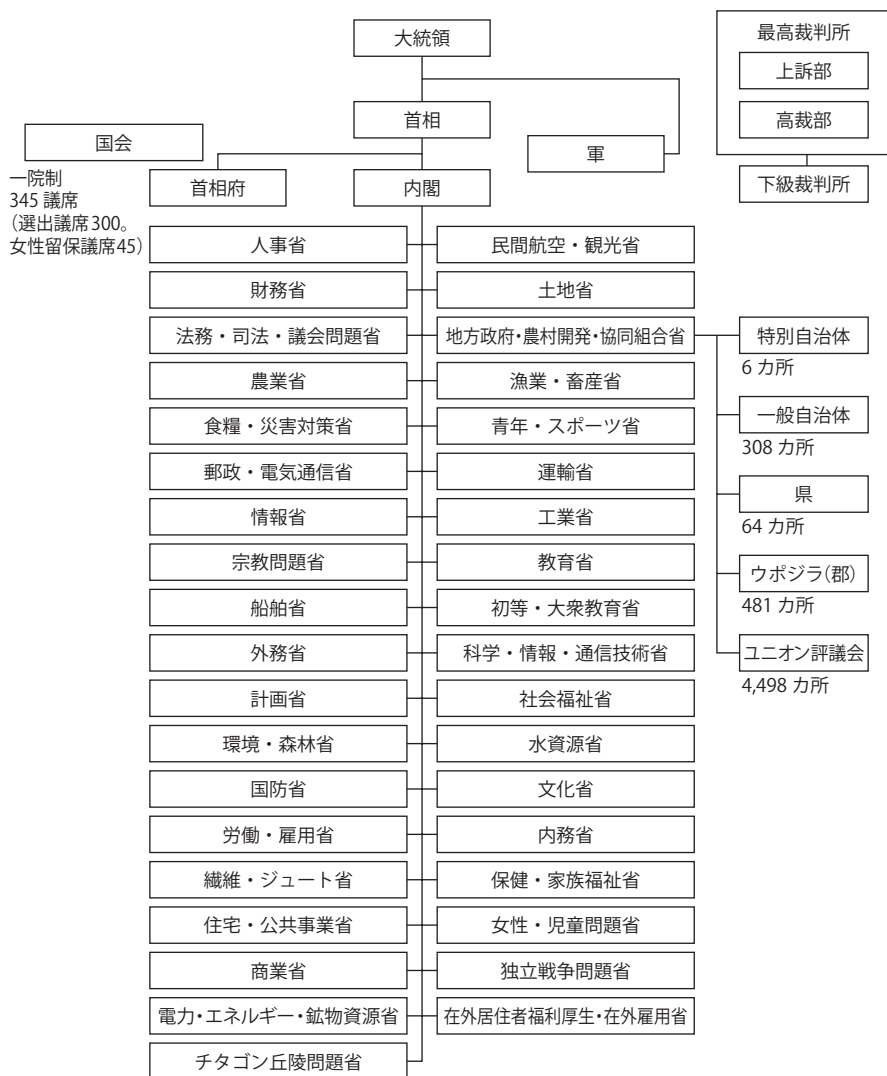 大統領
首相
軍
国会
一院制
345 議席
(選出議席300。
女性留保議席45)
首相府
内閣
最高裁判所
上訴部
高裁部
下級裁判所
人事省
民間航空・観光省
財務省
土地省
法務・司法・議会問題省
地方政府・農村開発・協同組合省
農業省
漁業・畜産省
食糧・災害対策省
青年・スポーツ省
郵政・電気通信省
運輸省
情報省
工業省
宗教問題省
教育省
船舶省
初等・大衆教育省
外務省
科学・情報・通信技術省
計画省
社会福祉省
環境・森林省
水資源省
国防省
文化省
労働・雇用省
内務省
繊維・ジュート省
保健・家族福祉省
住宅・公共事業省
女性・児童問題省
商業省
独立戦争問題省
電力・エネルギー・鉱物資源省
在外居住者福利厚生・在外雇用省
チタゴン丘陵問題省
特別自治体
6 カ所
一般自治体
308 カ所
県
64 カ所
ウポジラ(郡)
481 カ所
ユニオン評議会
4,498 カ所